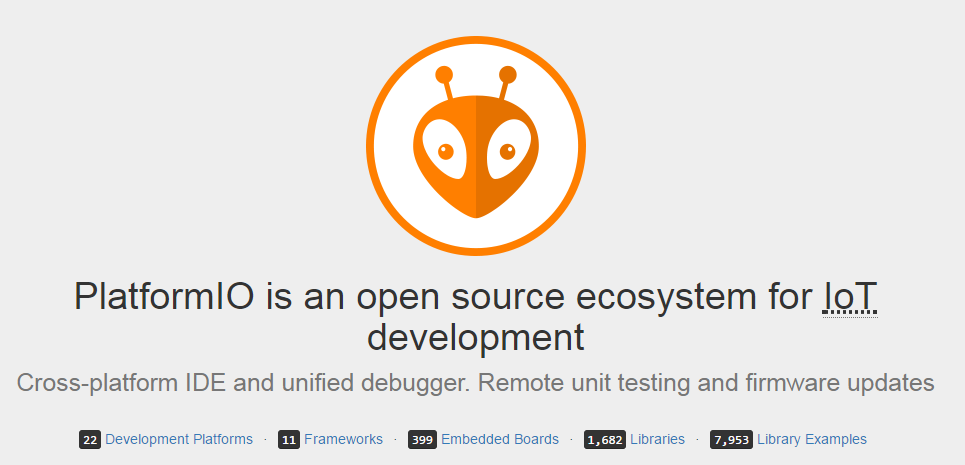 PlatformIO is an open source ecosystem for IoT
development
Cross-platform IDE and unified debugger. Remote unit testing and firmware updates
22 Development Platforms · 11 Frameworks · 399 Embedded Boards · 1,682 Libraries · 7,953 Library Examples